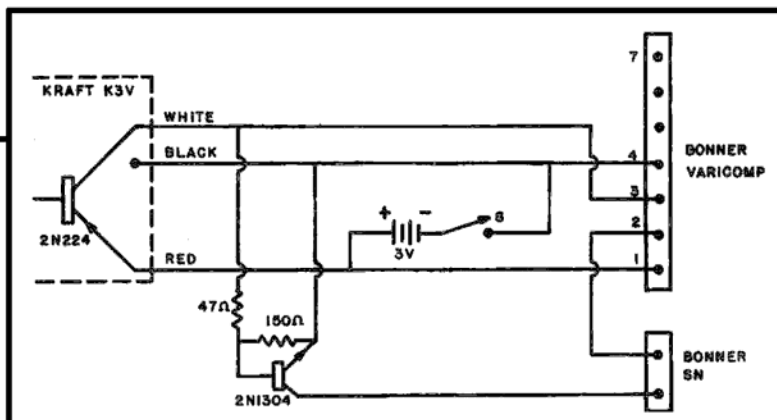 KRAFT K3V
WHITE
BLACK
RED
2N224
+ -
3V
S
47Ω
150Ω
2N1304
7
4
3
2
1
BONNER
VARICOMP
BONNER
SN